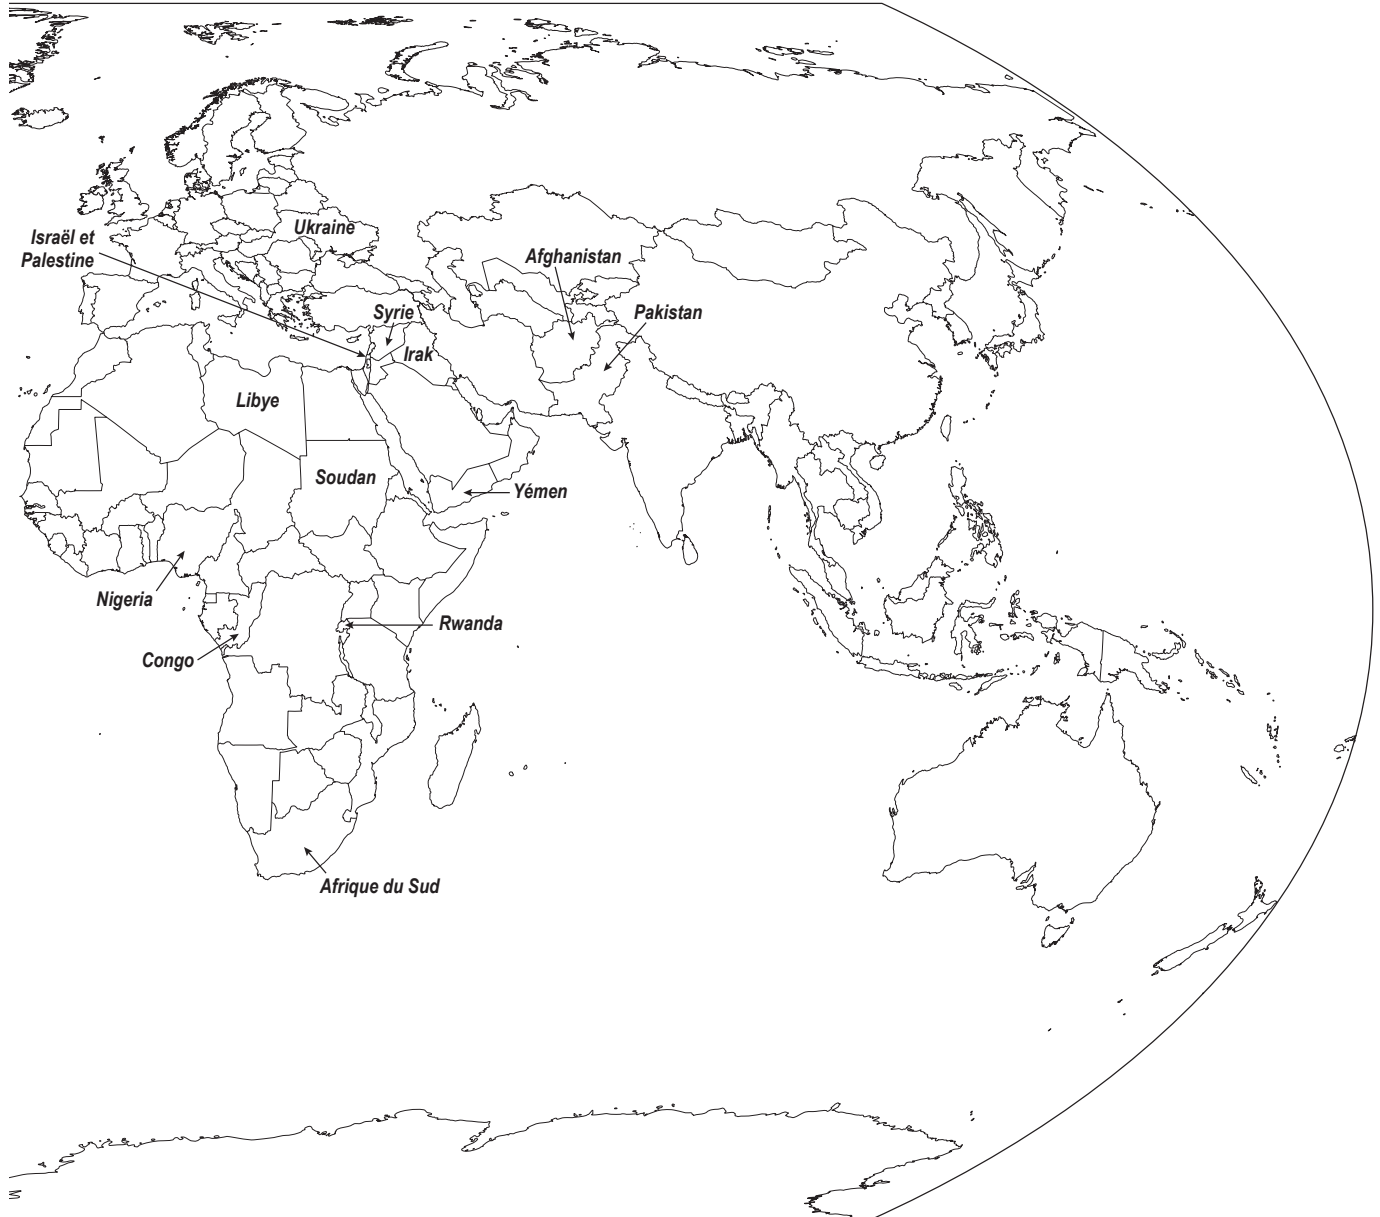 Ukraine
Israël et
Palestine
Afghanistan
Syrie
Pakistan
Irak
Libye
Soudan
Yémen
Nigeria
Rwanda
Congo
Afrique du Sud